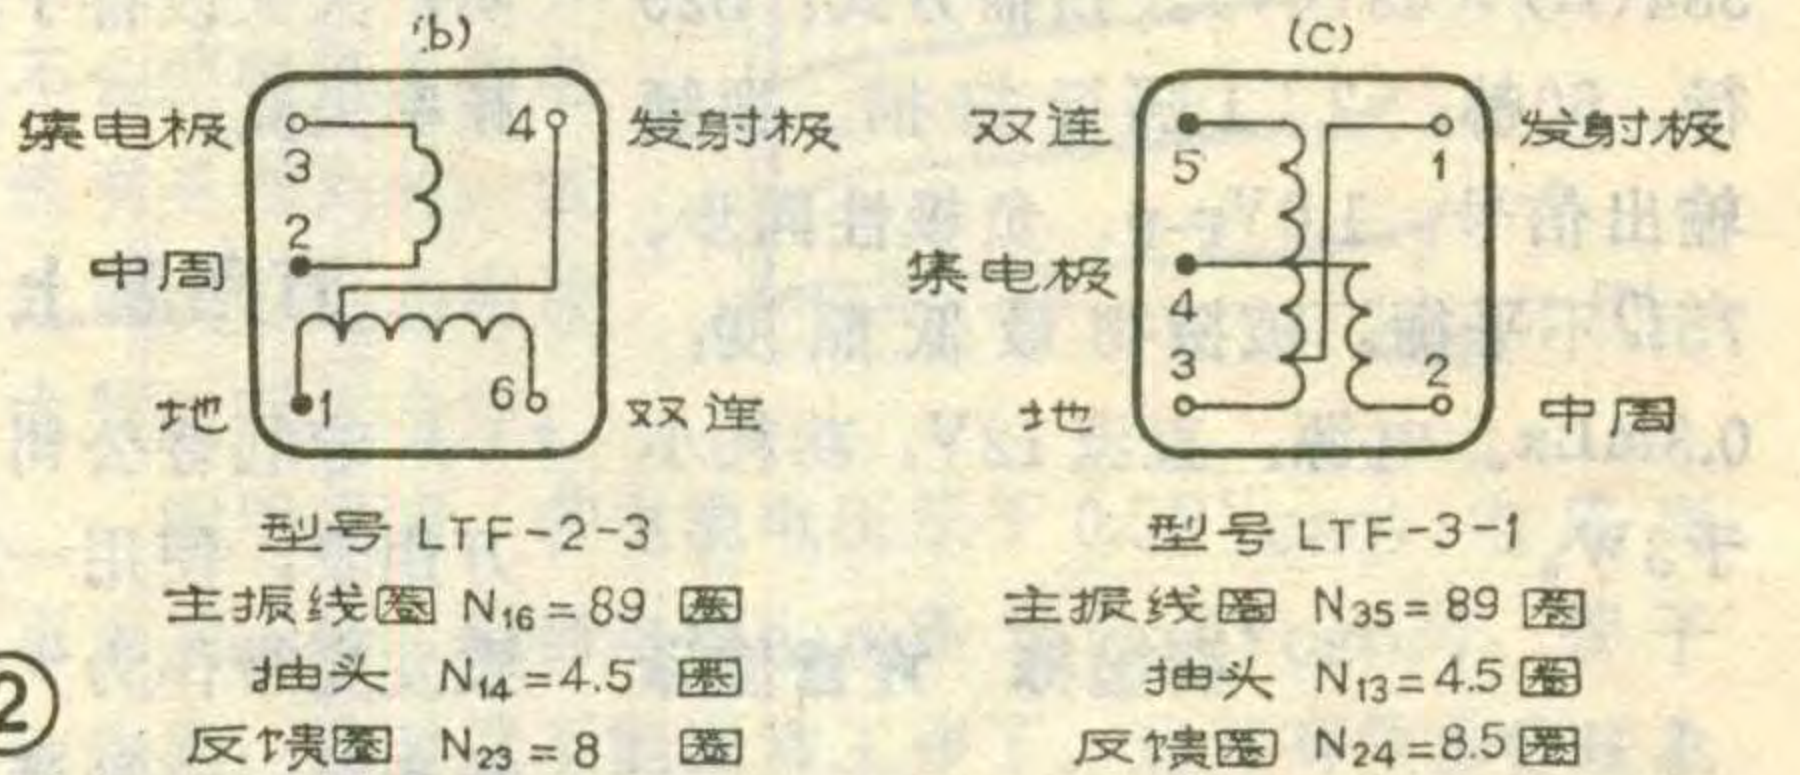 (b)
集电极 3 4 发射极
2
中周
地 1 6 双连
型号 LTF-2-3
主振线圈 N16=89 圈
抽头 N14=4.5 圈
反馈圈 N23=8 圈
(c)
双连 5 1 发射极
集电极 4
3 2
地 中周
型号 LTF-3-1
主振线圈 N35=89 圈
抽头 N13=4.5 圈
反馈圈 N24=8.5 圈
2